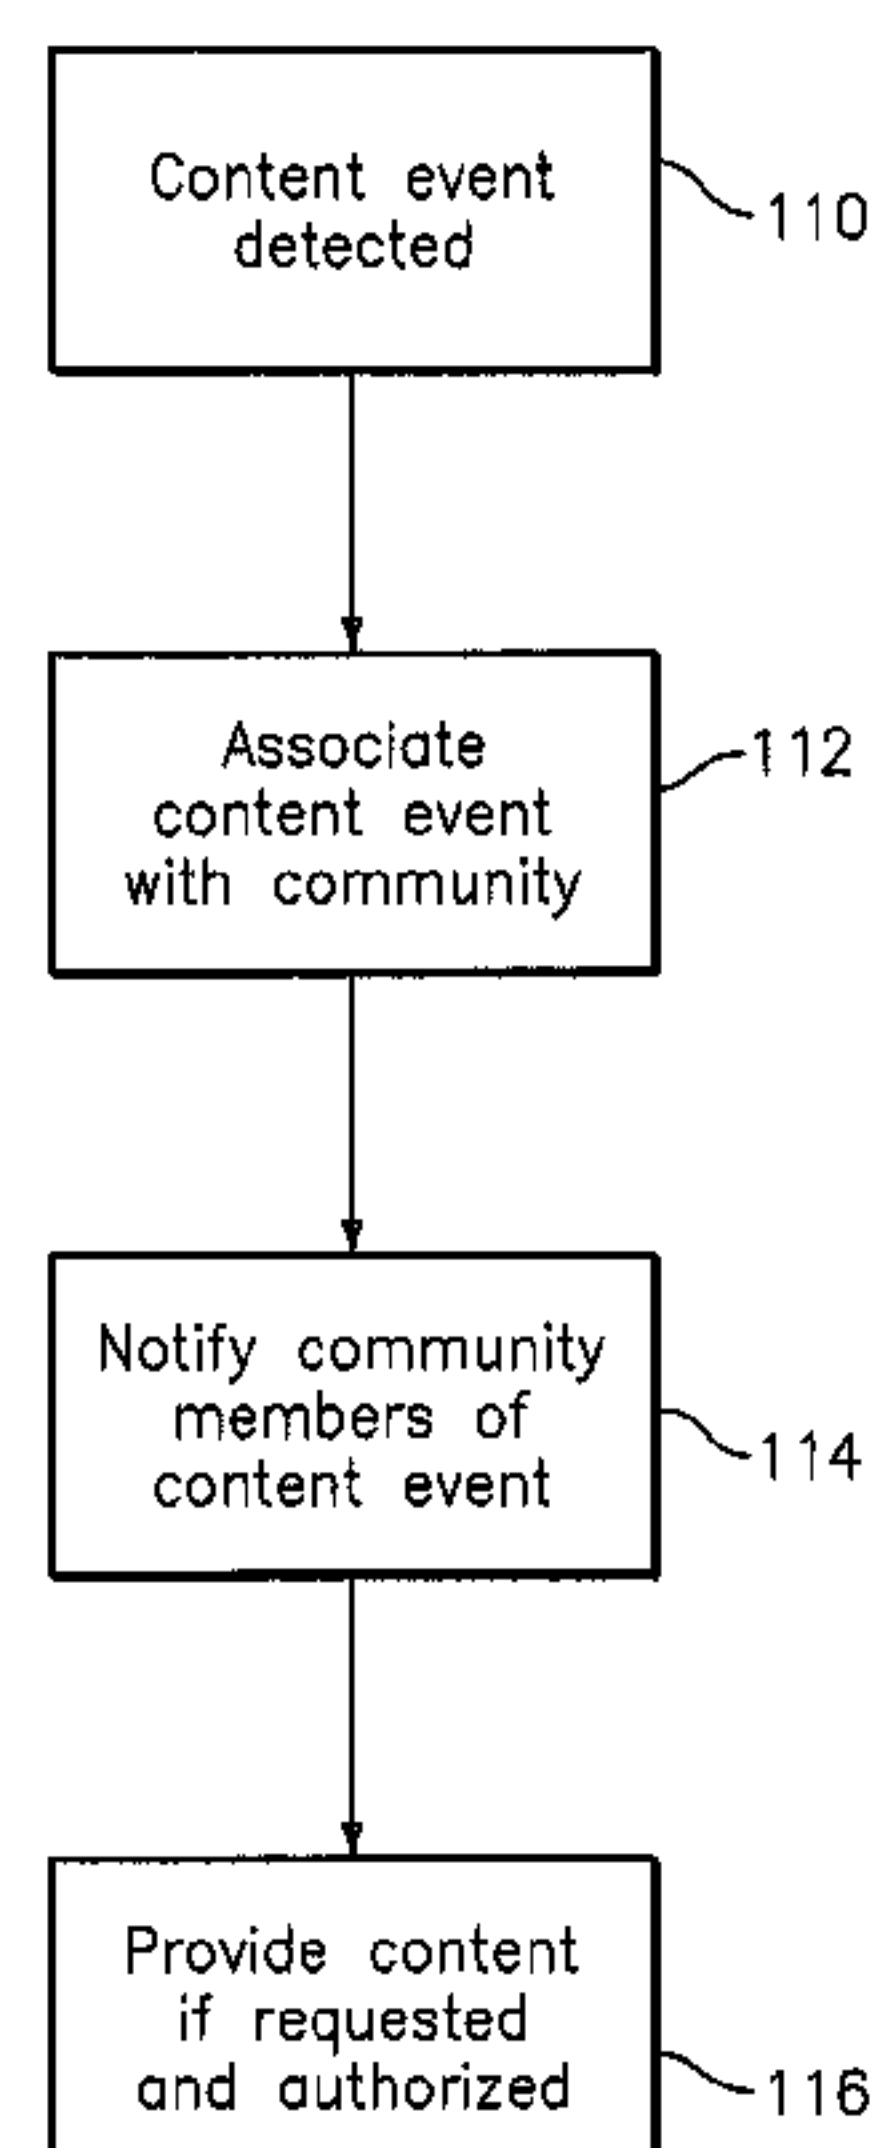 Content event
detected
110
Associate
content event
with community
112
Notify community
members of
content event
114
Provide content
if requested
and authorized
116